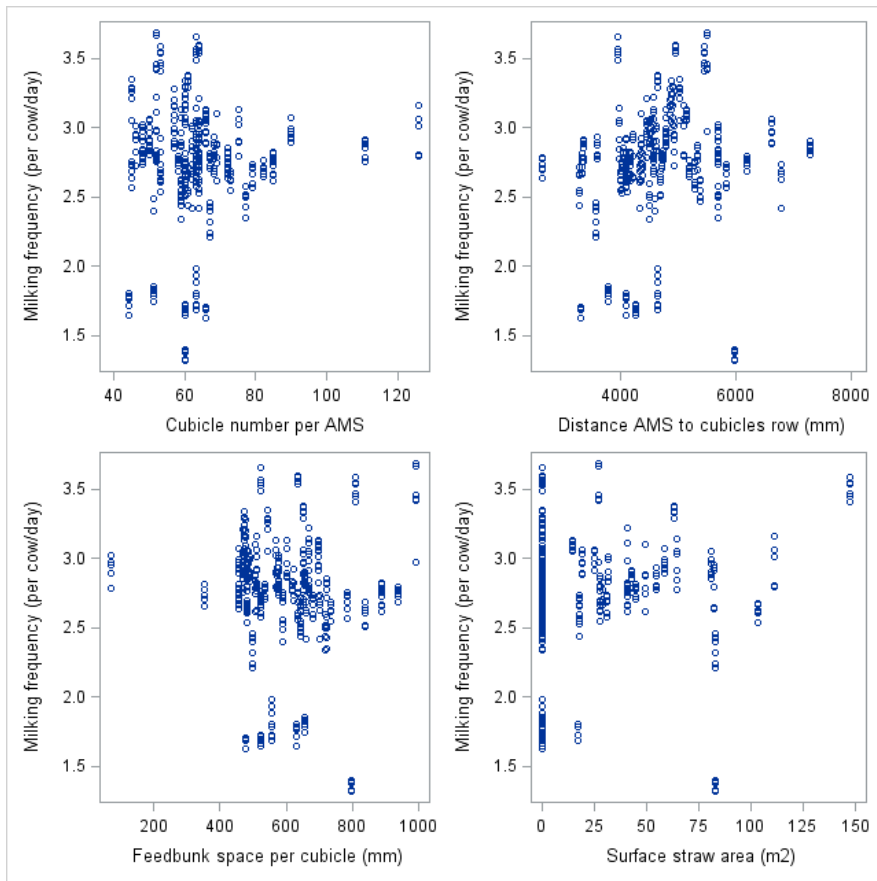 Milking frequency (per cow/day)
3.5
3.0
2.5
2.0
1.5
40 60 80 100 120
Cubicle number per AMS
Milking frequency (per cow/day)
3.5
3.0
2.5
2.0
1.5
4000 6000 8000
Distance AMS to cubicles row (mm)
Milking frequency (per cow/day)
3.5
3.0
2.5
2.0
1.5
200 400 600 800 1000
Feedbunk space per cubicle (mm)
Milking frequency (per cow/day)
3.5
3.0
2.5
2.0
1.5
0 25 50 75 100 125 150
Surface straw area (m2)